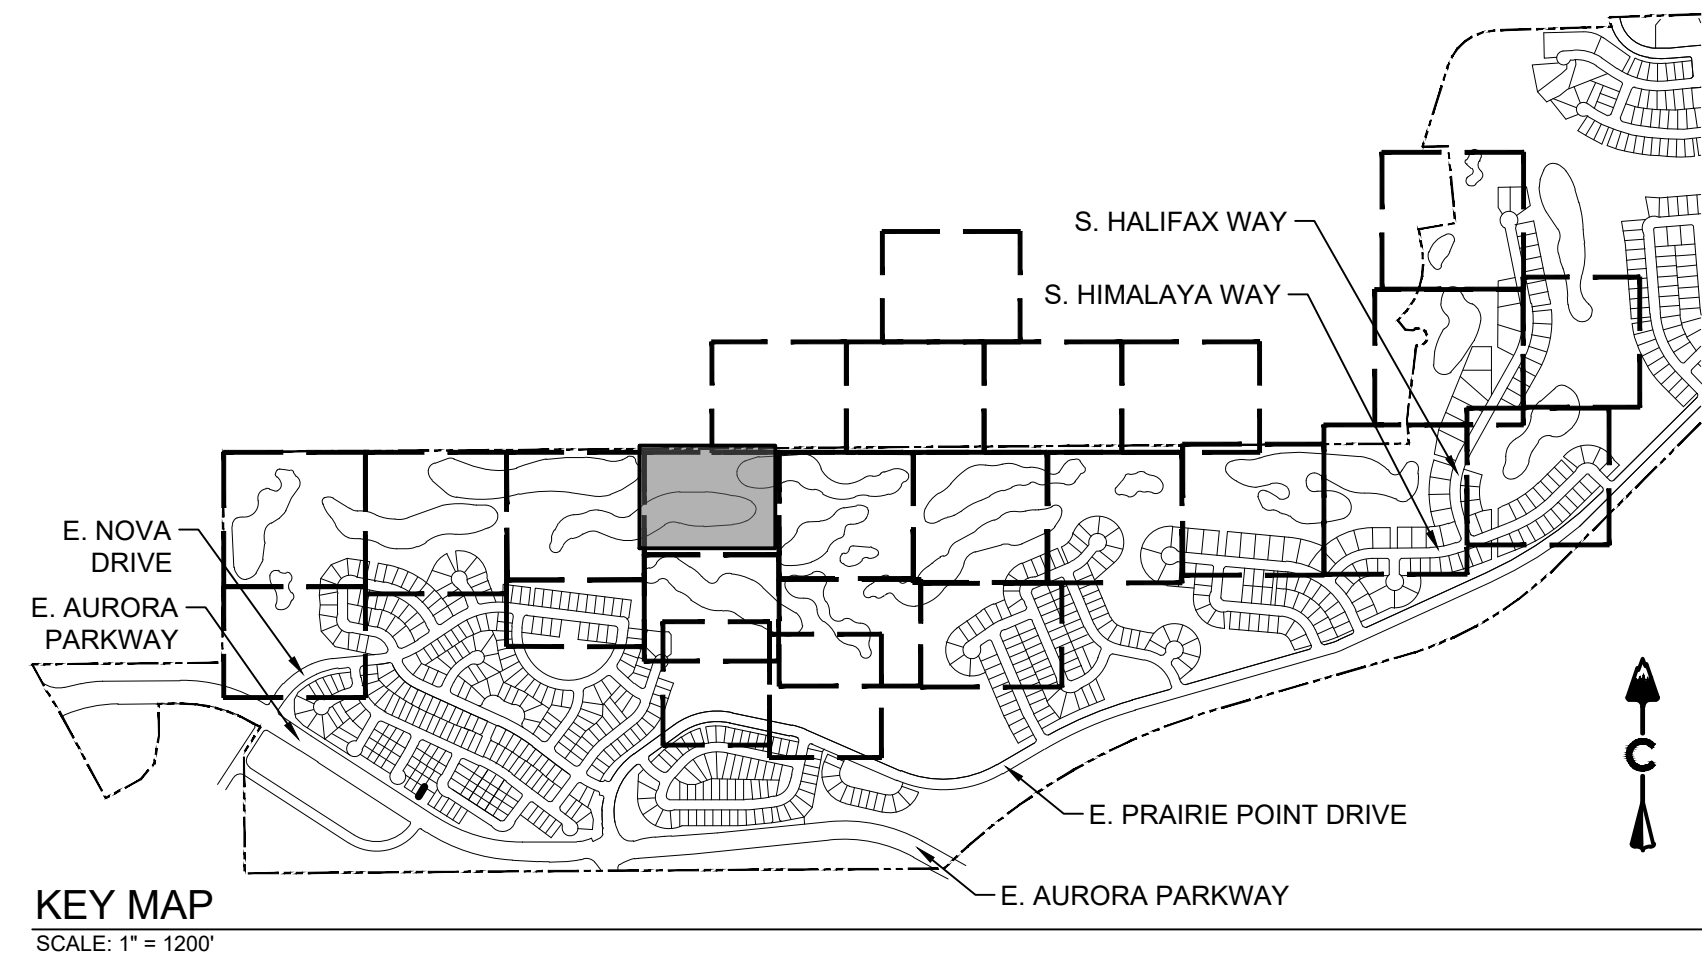 S. HALIFAX WAY
S. HIMALAYA WAY
E. NOVA
DRIVE
E. AURORA
PARKWAY
E. PRAIRIE POINT DRIVE
E. AURORA PARKWAY
KEY MAP
SCALE: 1" = 1200'